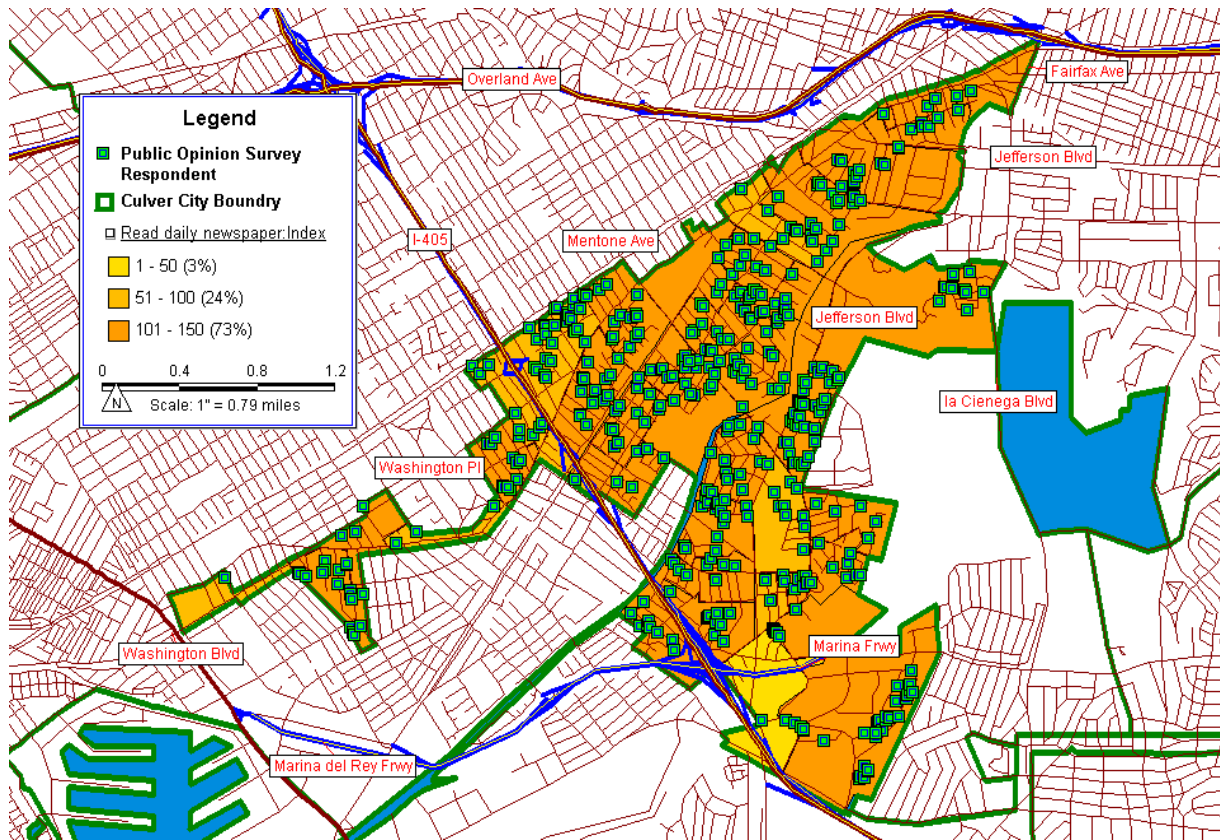 Overland Ave
Fairfax Ave
Legend
Public Opinion Survey
Respondent
Culver City Boundry
Read daily newspaper:Index
1 - 50 (3%)
51 - 100 (24%)
101 - 150 (73%)
0 0.4 0.8 1.2
N
Scale: 1" = 0.79 miles
Jefferson Blvd
I-405
Mentone Ave
Jefferson Blvd
la Cienega Blvd
Washington Pl
Marina Frwy
Washington Blvd
Marina del Rey Frwy